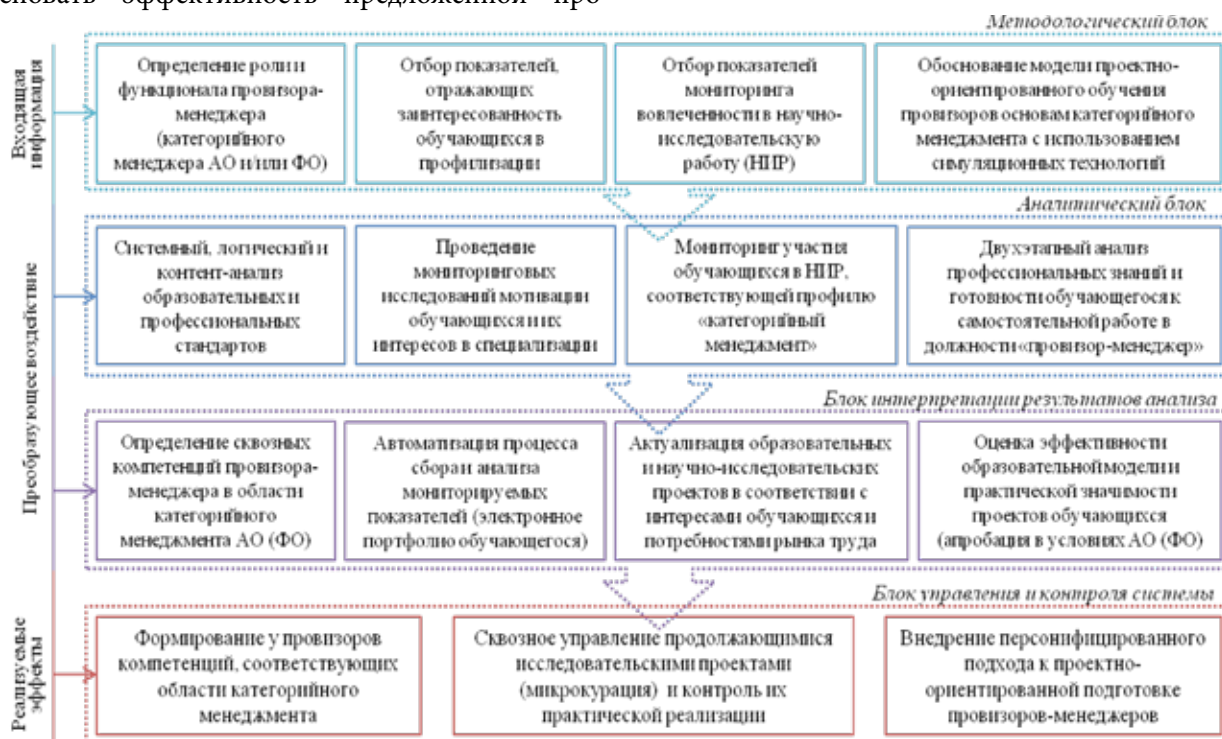 сновать эффективность предложенной про-
Методологический блок
Входящая
информация
Определение роли и
функционала провизора-
менеджера
(категорийного
менеджера АО и/или ФО)
Отбор показателей,
отражающих
заинтересованность
обучающихся в
профилизации
Отбор показателей
мониторинга
вовлеченности в научно-
исследовательскую
работу (НИР)
Обоснование модели проектно-
ориентированного обучения
провизоров основам категорийного
менеджмента с использованием
симуляционных технологий
Аналитический блок
Преобразующее воздействие
Системный, логический и
контент-анализ
образовательных и
профессиональных
стандартов
Проведение
мониторинговых
исследований мотивации
обучающихся и их
интересов в специализации
Мониторинг участия
обучающихся в НИР,
соответствующей профилю
«категорийный
менеджмент»
Двухэтапный анализ
профессиональных знаний и
готовности обучающегося к
самостоятельной работе в
должности «провизор-менеджер»
Блок интерпретации результатов анализа
Определение сквозных
компетенций провизора-
менеджера в области
категорийного
менеджмента АО (ФО)
Автоматизация процесса
сбора и анализа
мониторируемых
показателей (электронное
портфолио обучающегося)
Актуализация образовательных
и научно-исследовательских
проектов в соответствии с
интересами обучающихся и
потребностями рынка труда
Оценка эффективности
образовательной модели и
практической значимости
проектов обучающихся
(апробация в условиях АО (ФО)
Блок управления и контроля системы
Реализуемые
эффекты
Формирование у провизоров
компетенций, соответствующих
области категорийного
менеджмента
Сквозное управление продолжающимися
исследовательскими проектами
(микрокурация) и контроль их
практической реализации
Внедрение персонифицированного
подхода к проектно-
ориентированной подготовке
провизоров-менеджеров